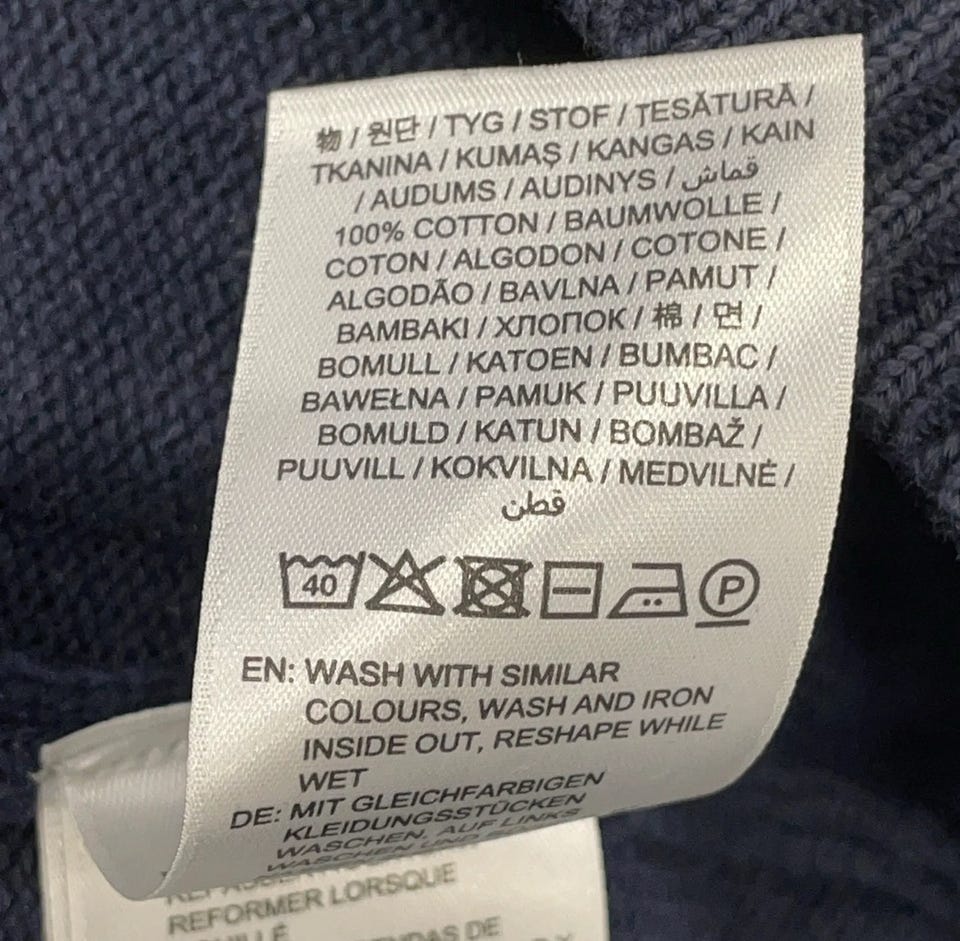 物 / 원단 / TYG / STOF / ȚESĂTURĂ /
TKANINA / KUMAŞ / KANGAS / KAIN
/ AUDUMS / AUDINYS / قماش
100% COTTON / BAUMWOLLE /
COTON / ALGODON / COTONE /
ALGODÃO / BAVLNA / PAMUT /
BAMBAKI / ХЛОПОК / 棉 / 면 /
BOMULL / KATOEN / BUMBAC /
BAWEŁNA / PAMUK / PUUVILLA /
BOMULD / KATUN / BOMBAŽ /
PUUVILL / KOKVILNA / MEDVILNĖ /
قطن
40 P
EN: WASH WITH SIMILAR
COLOURS, WASH AND IRON
INSIDE OUT, RESHAPE WHILE
WET
DE: MIT GLEICHFARBIGEN
KLEIDUNGSSTÜCKEN
WASCHEN, AUF LINKS
WASCHEN UND
REFORMER LORSQUE
DE